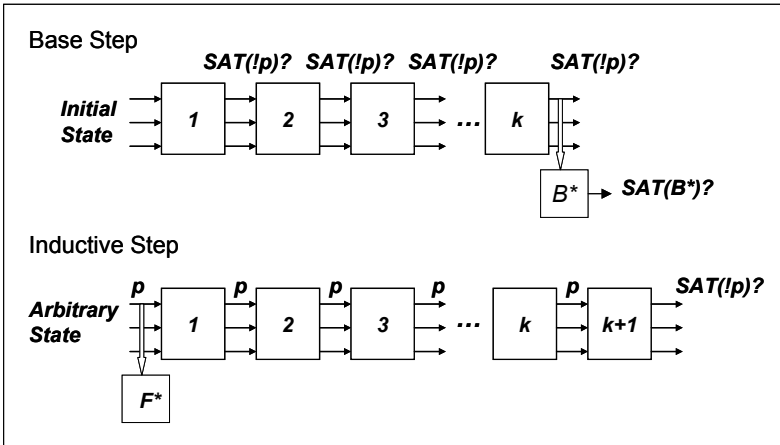 Base Step
SAT(!p)? SAT(!p)? SAT(!p)? SAT(!p)?
Initial State
1 2 3 ... k
B* SAT(B*)?
Inductive Step
p p p p p SAT(!p)?
Arbitrary State
1 2 3 ... k k+1
F*